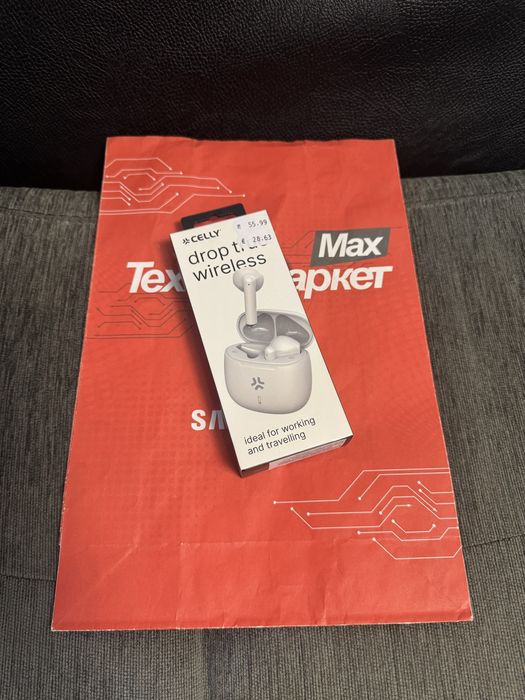 CELLY
55.99
€ 28.63
drop
wireless
Max
ideal for working
and travelling